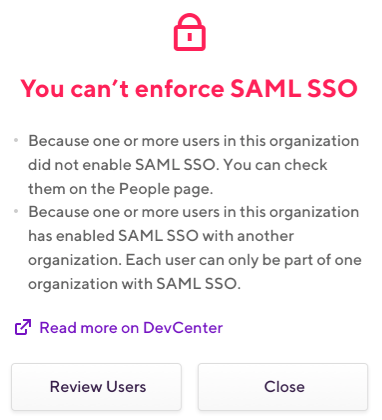 You can’t enforce SAML SSO
• Because one or more users in this organization
did not enable SAML SSO. You can check
them on the People page.
• Because one or more users in this organization
has enabled SAML SSO with another
organization. Each user can only be part of one
organization with SAML SSO.
Read more on DevCenter
Review Users
Close